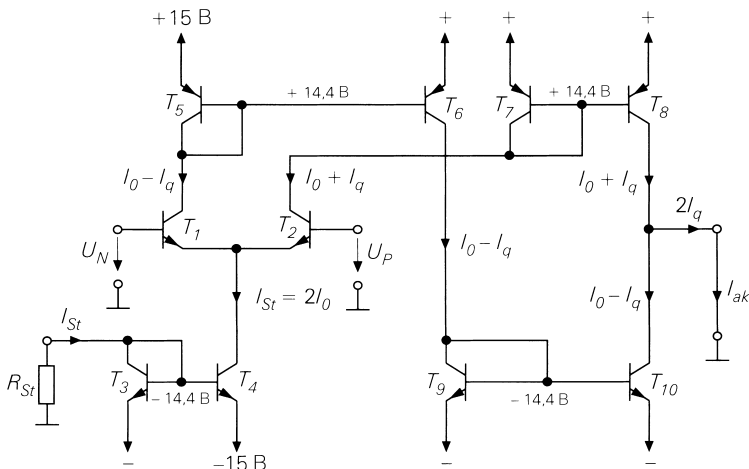 +15 В + + +
T5 + 14,4 В T6 T7 + 14,4 В T8
I0 – Iq I0 + Iq I0 + Iq
T1 T2 2Iq
UN UP I0 – Iq
ISt = 2I0 I0 – Iq Iak
ISt
RSt T3 – 14,4 В T4 T9 – 14,4 В T10
– –15 В – –